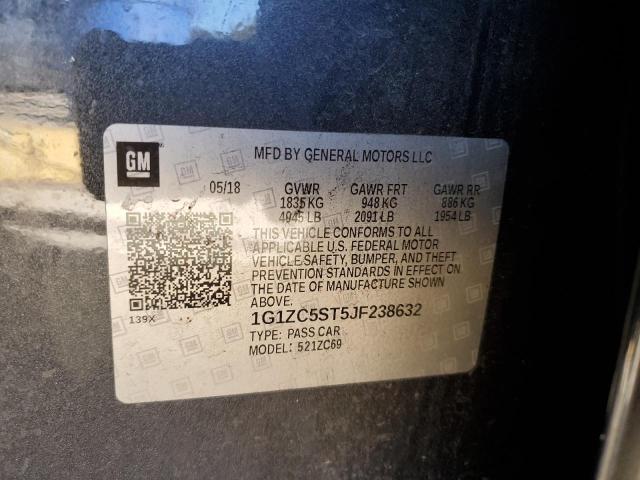 GM
MFD BY GENERAL MOTORS LLC
05/18 GVWR GAWR FRT GAWR RR
1835 KG 948 KG 886 KG
4045 LB 2091 LB 1954 LB
THIS VEHICLE CONFORMS TO ALL
APPLICABLE U.S. FEDERAL MOTOR
VEHICLE SAFETY, BUMPER, AND THEFT
PREVENTION STANDARDS IN EFFECT ON
THE DATE OF MANUFACTURE SHOWN
ABOVE.
139X
1G1ZC5ST5JF238632
TYPE: PASS CAR
MODEL: 521ZC69